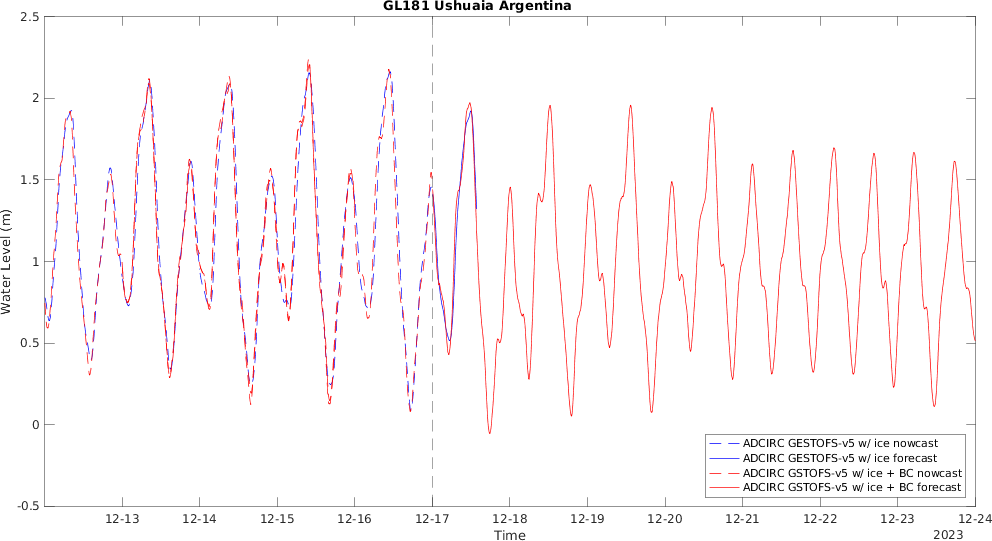 GL181 Ushuaia Argentina
2.5
2
1.5
1
0.5
0
-0.5
Water Level (m)
ADCIRC GESTOFS-v5 w/ ice nowcast
ADCIRC GESTOFS-v5 w/ ice forecast
ADCIRC GSTOFS-v5 w/ ice + BC nowcast
ADCIRC GSTOFS-v5 w/ ice + BC forecast
12-13 12-14 12-15 12-16 12-17 12-18 12-19 12-20 12-21 12-22 12-23 12-24
Time
2023